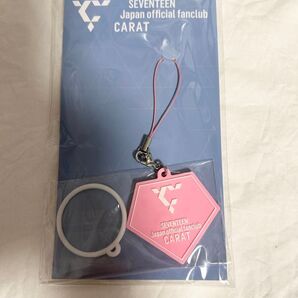 SEVENTEEN
Japan official fanclub
CARAT
SEVENTEEN
Japan official fanclub
CARAT